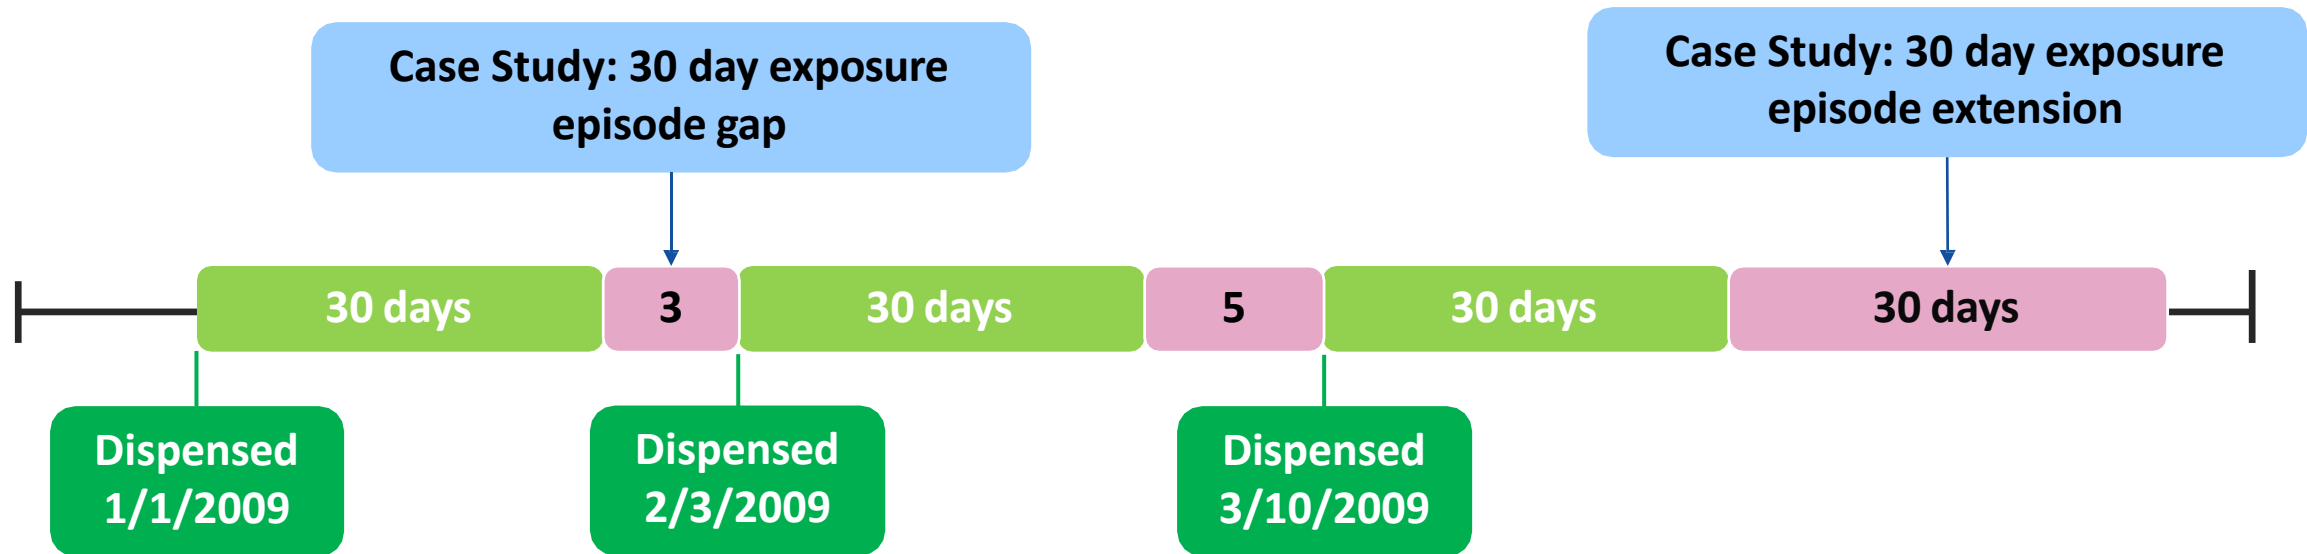 Case Study: 30 day exposure
episode gap
Case Study: 30 day exposure
episode extension
30 days
3
30 days
5
30 days
30 days
Dispensed
1/1/2009
Dispensed
2/3/2009
Dispensed
3/10/2009